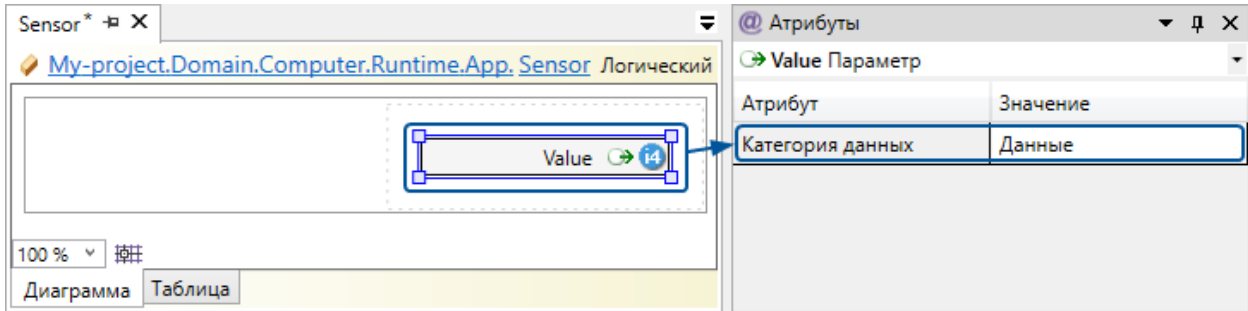 Sensor*
My-project.Domain.Computer.Runtime.App. Sensor Логический
Value i4
100 %
Диаграмма Таблица
@ Атрибуты
Value Параметр
Атрибут Значение
Категория данных Данные